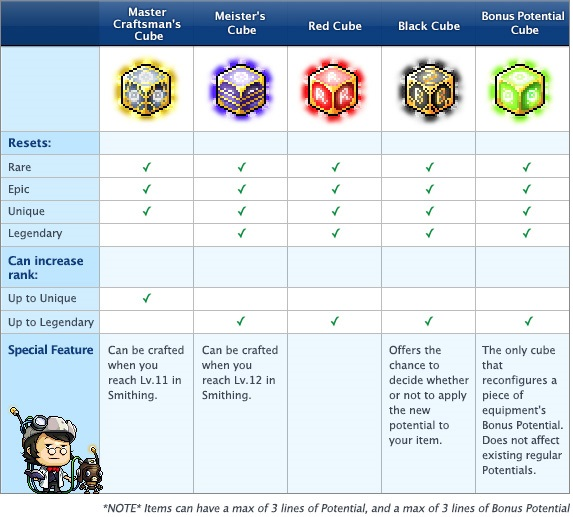 Master Craftsman's Cube
Meister's Cube
Red Cube
Black Cube
Bonus Potential Cube
Resets:
Rare ✓ ✓ ✓ ✓ ✓
Epic ✓ ✓ ✓ ✓ ✓
Unique ✓ ✓ ✓ ✓ ✓
Legendary ✓ ✓ ✓ ✓
Can increase
rank:
Up to Unique ✓
Up to Legendary ✓ ✓ ✓ ✓
Special Feature
Can be crafted
when you
reach Lv.11 in
Smithing.
Can be crafted
when you
reach Lv.12 in
Smithing.
Offers the
chance to
decide whether
or not to apply
the new
potential to
your item.
The only cube
that
reconfigures a
piece of
equipment's
Bonus Potential.
Does not affect
existing regular
Potentials.
*NOTE* Items can have a max of 3 lines of Potential, and a max of 3 lines of Bonus Potential